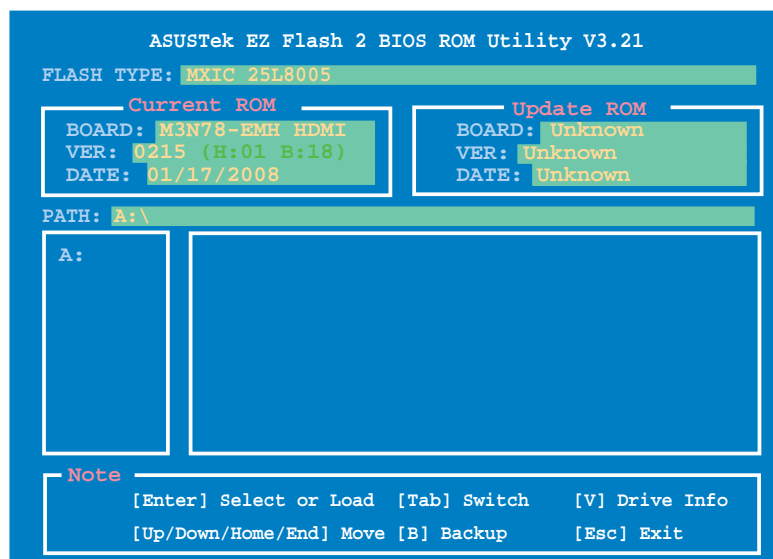 ASUSTek EZ Flash 2 BIOS ROM Utility V3.21
FLASH TYPE: MXIC 25L8005
Current ROM
BOARD: M3N78-EMH HDMI
VER: 0215 (H:01 B:18)
DATE: 01/17/2008
Update ROM
BOARD: Unknown
VER: Unknown
DATE: Unknown
PATH: A:\
A:
Note
[Enter] Select or Load [Tab] Switch [V] Drive Info
[Up/Down/Home/End] Move [B] Backup [Esc] Exit